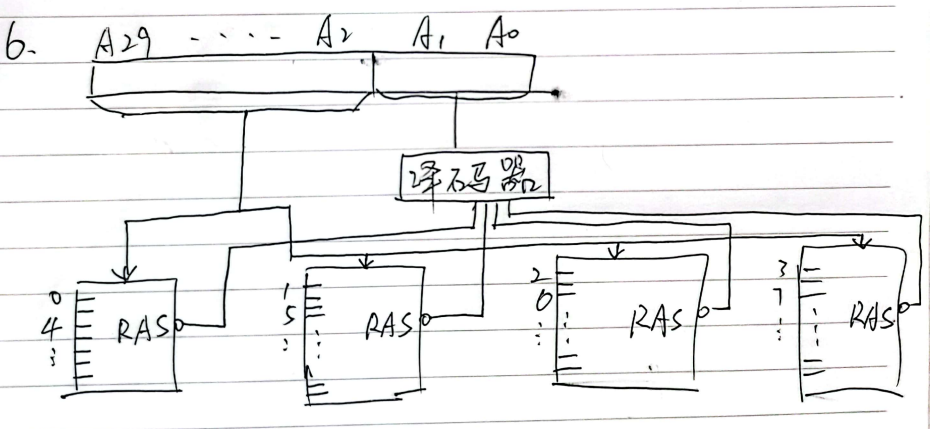 6. A29 ····· A2 A1 A0
译码器
0 1 2 3
4 RAS 5 RAS 0 RAS 7 RAS
⋮ ⋮ ⋮ ⋮